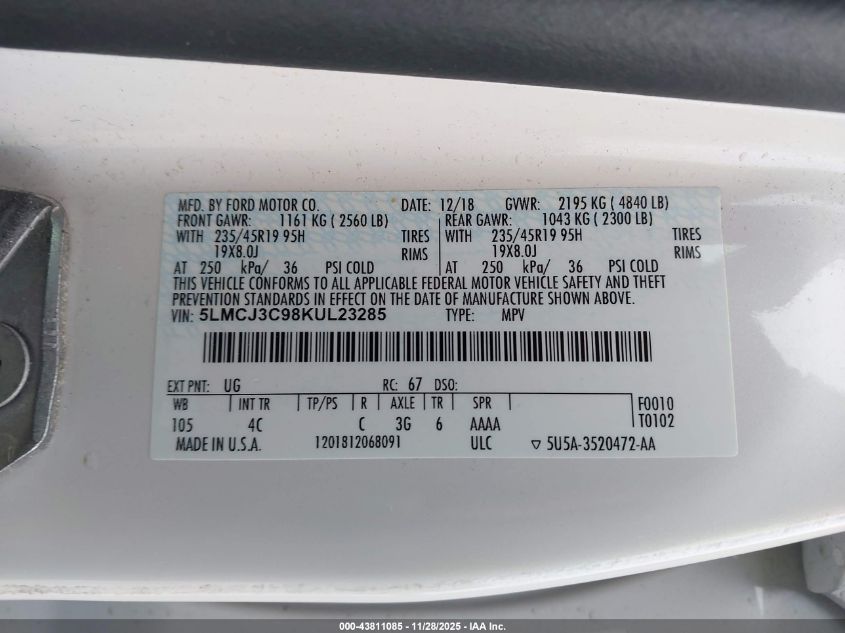 MFD. BY FORD MOTOR CO. DATE: 12/18 GVWR: 2195 KG ( 4840 LB)
FRONT GAWR: 1161 KG ( 2560 LB) REAR GAWR: 1043 KG ( 2300 LB)
WITH 235/45R19 95H TIRES WITH 235/45R19 95H TIRES
19X8.0J RIMS 19X8.0J RIMS
AT 250 kPa/ 36 PSI COLD AT 250 kPa/ 36 PSI COLD
THIS VEHICLE CONFORMS TO ALL APPLICABLE FEDERAL MOTOR VEHICLE SAFETY AND THEFT
PREVENTION STANDARDS IN EFFECT ON THE DATE OF MANUFACTURE SHOWN ABOVE.
VIN: 5LMCJ3C98KUL23285 TYPE: MPV
EXT PNT: UG RC: 67 DSO:
WB INT TR TP/PS R AXLE TR SPR F0010
105 4C C 3G 6 AAAA T0102
MADE IN U.S.A. 1201812068091 ULC ▽ 5U5A-3520472-AA
000-43811085 - 11/28/2025 - IAA Inc.